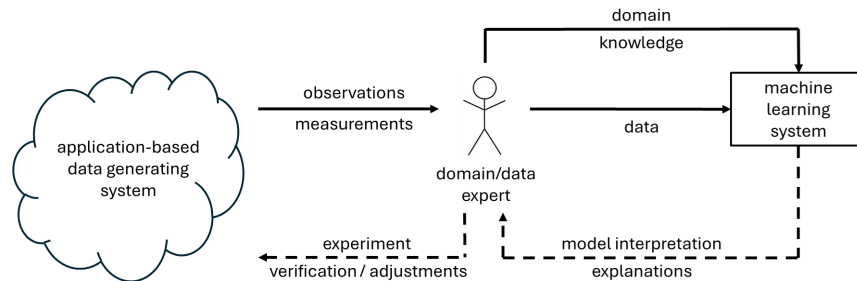 domain
knowledge
observations
measurements
machine
learning
system
application-based
data generating
system
data
domain/data
expert
experiment
verification / adjustments
model interpretation
explanations